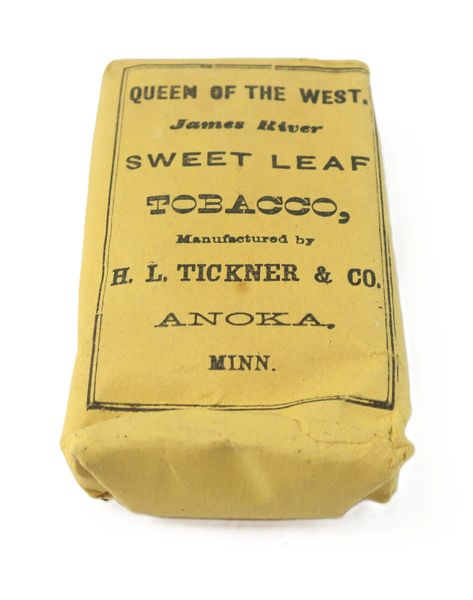 QUEEN OF THE WEST.
James River
SWEET LEAF
TOBACCO,
Manufactured by
H. L. TICKNER & CO.
ANOKA,
MINN.